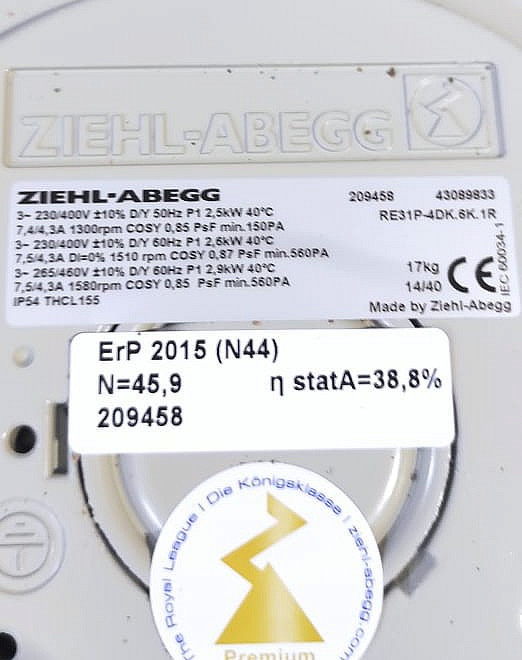 ZIEHL-ABEGG
ZIEHL-ABEGG 209458 43089833
3~ 230/400V ±10% D/Y 50Hz P1 2,5kW 40°C RE31P-4DK.6K.1R
7,4/4,3A 1300rpm COSY 0,85 PsF min.150PA
3~ 230/400V ±10% D/Y 60Hz P1 2,6kW 40°C
7,5/4,3A DI=0% 1510 rpm COSY 0,87 PsF min.560PA
3~ 265/460V ±10% D/Y 60Hz P1 2,9kW 40°C 17kg CE
7,5/4,3A 1580rpm COSY 0,85 PsF min.560PA 14/40
IP54 THCL155 Made by Ziehl-Abegg
IEC 60034-1
ErP 2015 (N44)
N=45,9 η statA=38,8%
209458
The Royal League | Die Königsklasse | ziehl-abegg.com
Premium